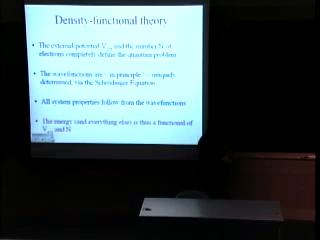 Density-functional theory
• The external potential Vext and the number N of
electrons completely define the quantum problem
• The wavefunctions are – in principle ! – uniquely
determined, via the Schrödinger Equation
• All system properties follow from the wavefunctions
• The energy (and everything else) is thus a functional of
Vext and N